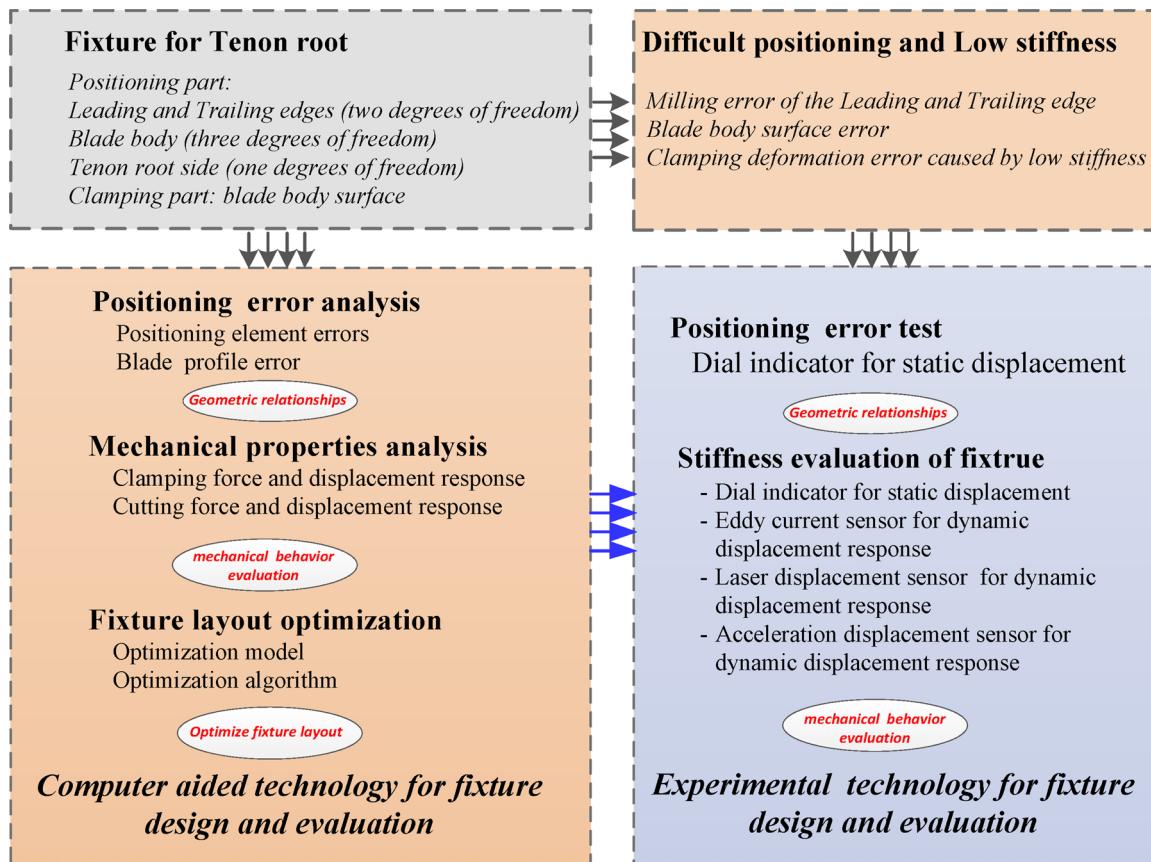 Fixture for Tenon root
Positioning part:
Leading and Trailing edges (two degrees of freedom)
Blade body (three degrees of freedom)
Tenon root side (one degrees of freedom)
Clamping part: blade body surface
Difficult positioning and Low stiffness
Milling error of the Leading and Trailing edge
Blade body surface error
Clamping deformation error caused by low stiffness
Positioning error analysis
Positioning element errors
Blade profile error
Geometric relationships
Mechanical properties analysis
Clamping force and displacement response
Cutting force and displacement response
mechanical behavior
evaluation
Fixture layout optimization
Optimization model
Optimization algorithm
Optimize fixture layout
Computer aided technology for fixture
design and evaluation
Positioning error test
Dial indicator for static displacement
Geometric relationships
Stiffness evaluation of fixtrue
- Dial indicator for static displacement
- Eddy current sensor for dynamic
displacement response
- Laser displacement sensor for dynamic
displacement response
- Acceleration displacement sensor for
dynamic displacement response
mechanical behavior
evaluation
Experimental technology for fixture
design and evaluation